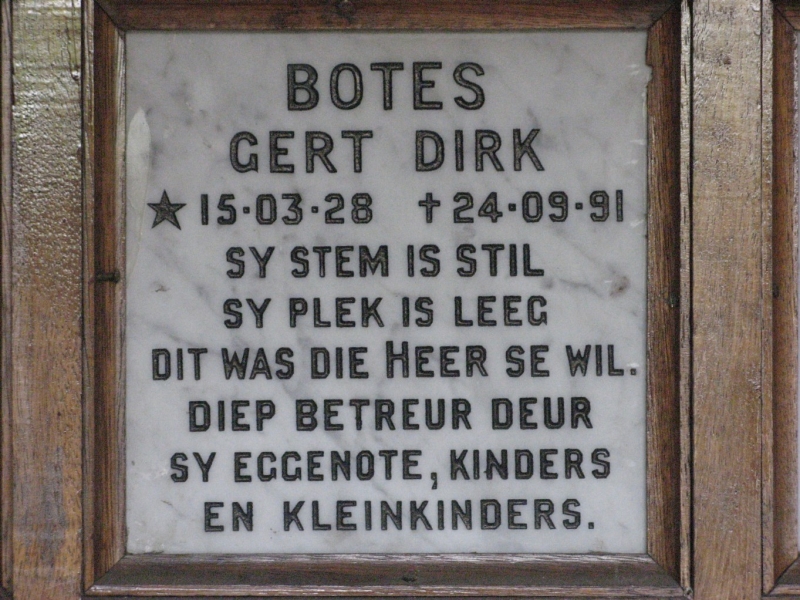 BOTES
GERT DIRK
★ 15·03·28 ✝ 24·09·91
SY STEM IS STIL
SY PLEK IS LEEG
DIT WAS DIE HEER SE WIL.
DIEP BETREUR DEUR
SY EGGENOTE, KINDERS
EN KLEINKINDERS.